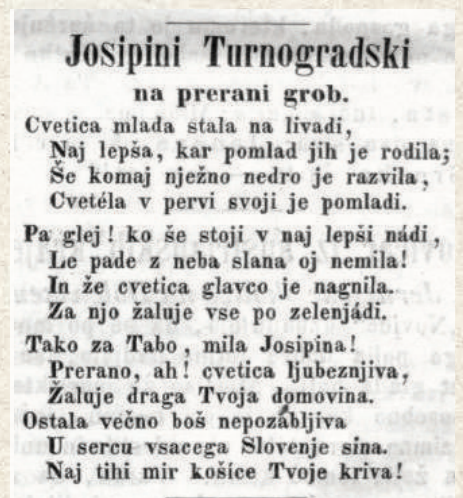 Josipini Turnogradski
na prerani grob.
Cvetica mlada stala na livadi,
Naj lepša, kar pomlad jih je rodila;
Še komaj nježno nedro je razvila,
Cvetéla v pervi svoji je pomladi.
Pa glej! ko še stoji v naj lepši nádi,
Le pade z neba slana oj nemila!
In že cvetica glavco je nagnila.
Za njo žaluje vse po zelenjádi.
Tako za Tabo, mila Josipina!
Prerano, ah! cvetica ljubeznjiva,
Žaluje draga Tvoja domovina.
Ostala večno boš nepozábljiva
U sercu vsacega Slovenje sina.
Naj tihi mir košíce Tvoje kriva!